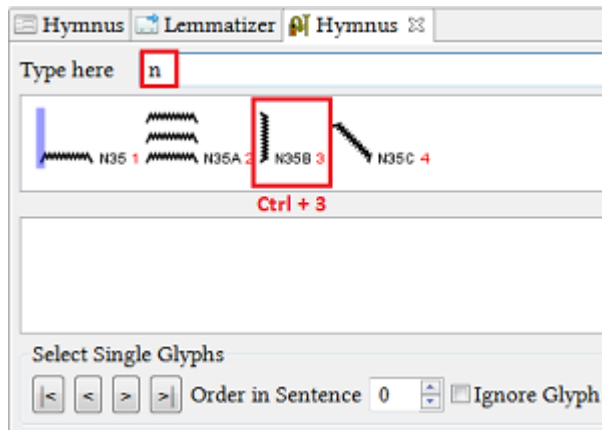 Hymnus Lemmatizer Hymnus
Type here n
N35 1 N35A 2 N35B 3 N35C 4
Ctrl + 3
Select Single Glyphs
|< < > >| Order in Sentence 0 Ignore Glyph